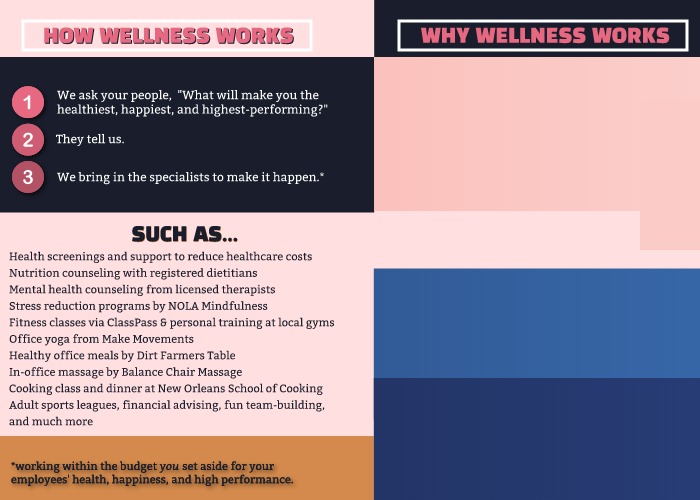 HOW WELLNESS WORKS
1 We ask your people, "What will make you the
healthiest, happiest, and highest-performing?"
2 They tell us.
3 We bring in the specialists to make it happen.*
SUCH AS...
Health screenings and support to reduce healthcare costs
Nutrition counseling with registered dietitians
Mental health counseling from licensed therapists
Stress reduction programs by NOLA Mindfulness
Fitness classes via ClassPass & personal training at local gyms
Office yoga from Make Movements
Healthy office meals by Dirt Farmers Table
In-office massage by Balance Chair Massage
Cooking class and dinner at New Orleans School of Cooking
Adult sports leagues, financial advising, fun team-building,
and much more
*working within the budget you set aside for your
employees' health, happiness, and high performance.
WHY WELLNESS WORKS